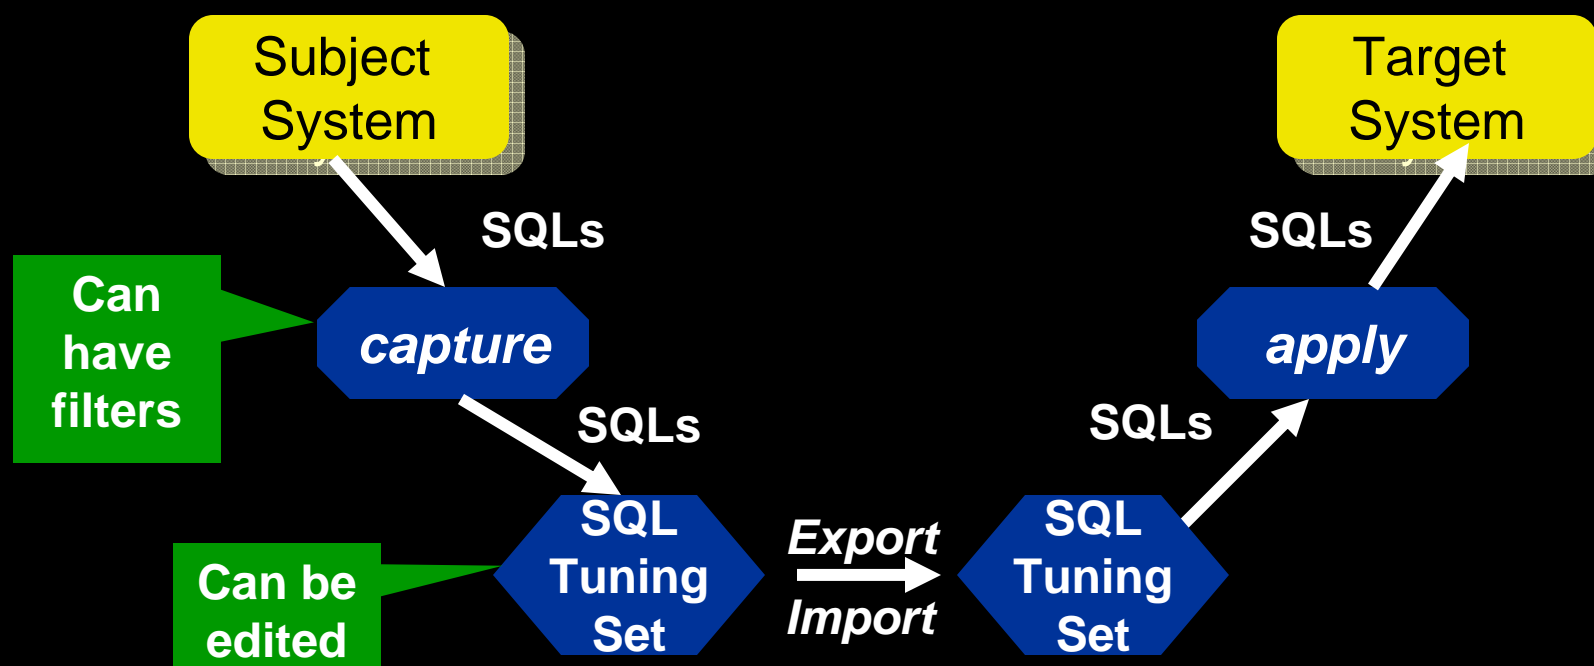 Subject
System
Target
System
SQLs
SQLs
Can
have
filters
capture
apply
SQLs
SQLs
SQL
Tuning
Set
Export
Import
SQL
Tuning
Set
Can be
edited